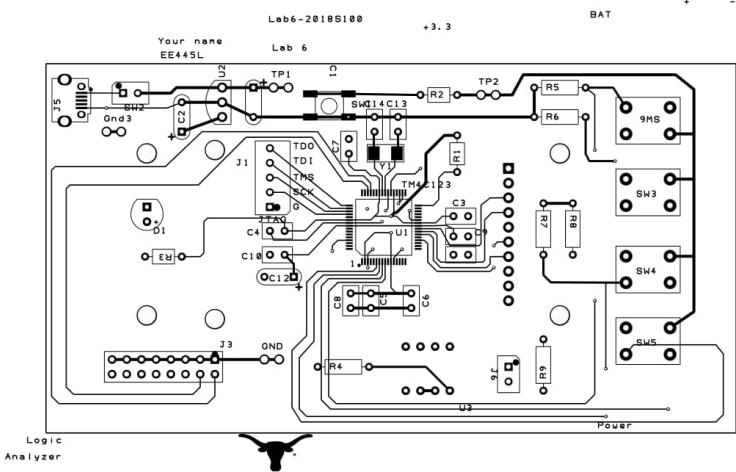 + -
Lab6-2018S100
+3.3
BAT
Your name
EE445L
Lab 6
U2
TP1
C1
TP2
R5
R2
J5
SW2
C2
SW1
C14
C13
R6
9MS
Gnd3
C7
J1
TDO
TDI
TMS
SCK
G
Y1
R1
TM4C123
SW3
JTAG
C4
C3
U1
C9
D1
R7
R8
R3
C10
1.
C12
SW4
C8
C5
C6
J3
GND
SW5
R4
J6
R9
U3
Power
Logic
Analyzer